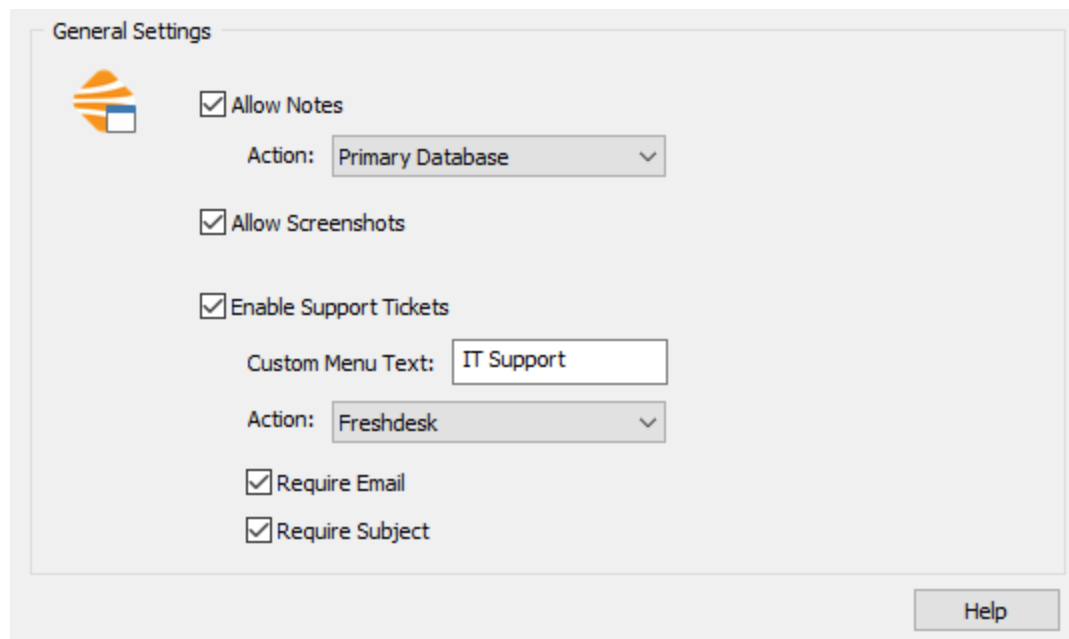 General Settings
Allow Notes
Action: Primary Database
Allow Screenshots
Enable Support Tickets
Custom Menu Text: IT Support
Action: Freshdesk
Require Email
Require Subject
Help